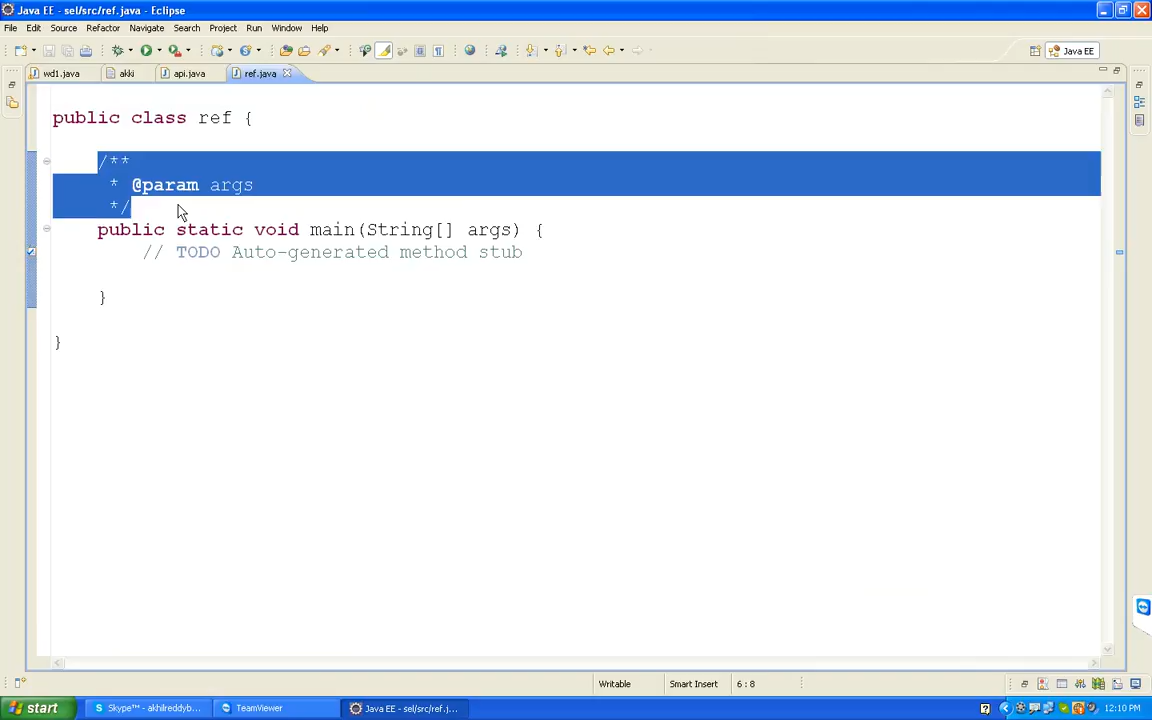 Java EE - sel/src/ref.java - Eclipse
File Edit Source Refactor Navigate Search Project Run Window Help
Java EE
wd1.java akki api.java ref.java
public class ref {
/**
* @param args
*/
public static void main(String[] args) {
// TODO Auto-generated method stub
}
}
Writable Smart Insert 6 : 8
start Skype™ - akhilreddyb... TeamViewer Java EE - sel/src/ref.j... 12:10 PM